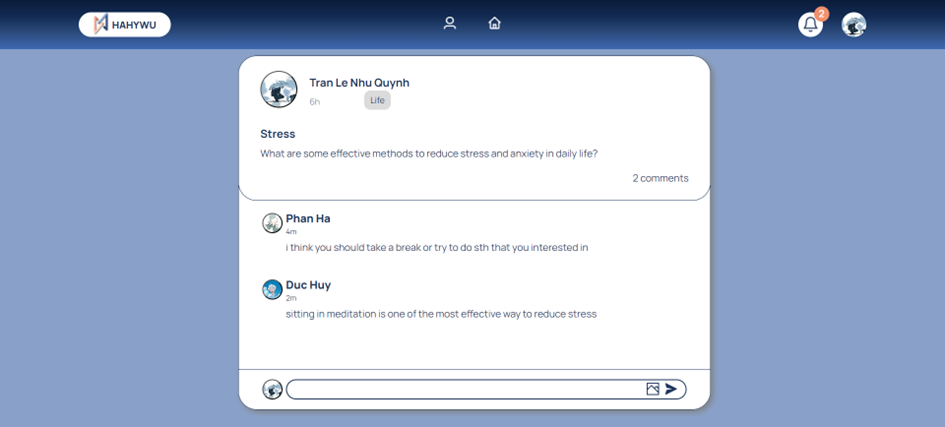 HAHYWU
2
Tran Le Nhu Quynh
6h Life
Stress
What are some effective methods to reduce stress and anxiety in daily life?
2 comments
Phan Ha
4m
i think you should take a break or try to do sth that you interested in
Duc Huy
2m
sitting in meditation is one of the most effective way to reduce stress